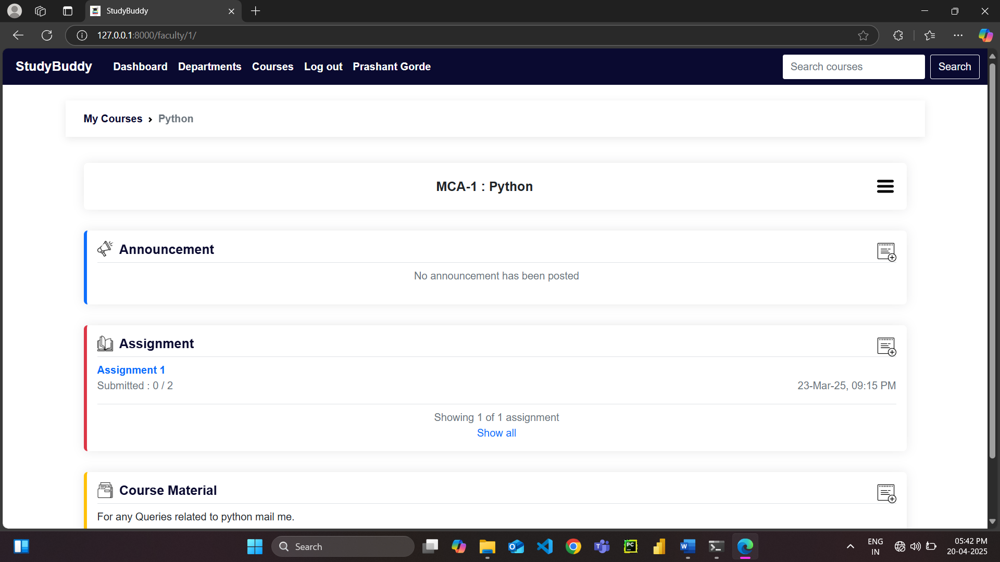 StudyBuddy
127.0.0.1:8000/faculty/1/
StudyBuddy Dashboard Departments Courses Log out Prashant Gorde Search courses Search
My Courses › Python
MCA-1 : Python
Announcement
No announcement has been posted
Assignment
Assignment 1
Submitted : 0 / 2 23-Mar-25, 09:15 PM
Showing 1 of 1 assignment
Show all
Course Material
For any Queries related to python mail me.
Search
ENG
IN
05:42 PM
20-04-2025